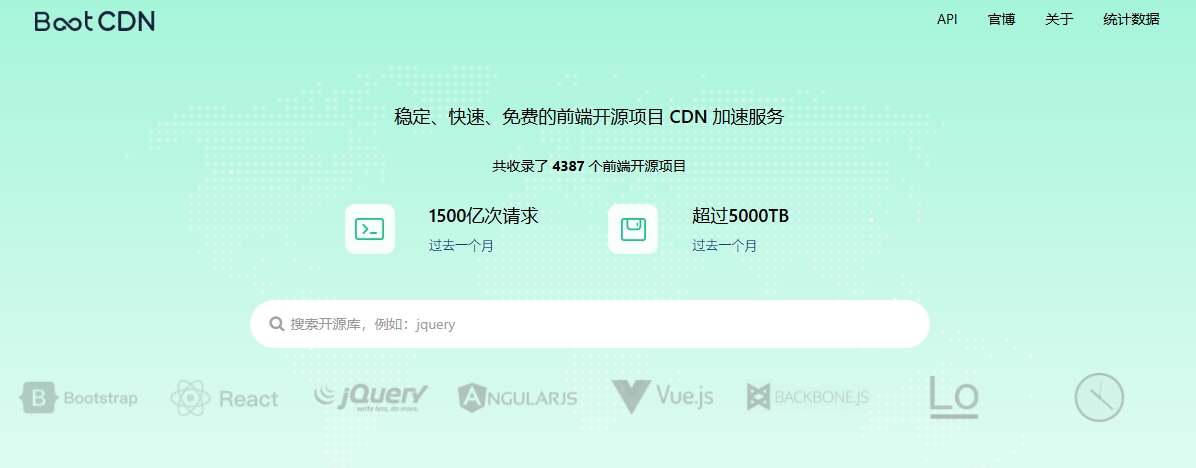 BootCDN
API 官博 关于 统计数据
稳定、快速、免费的前端开源项目 CDN 加速服务
共收录了 4387 个前端开源项目
1500亿次请求 超过5000TB
过去一个月 过去一个月
搜索开源库，例如：jquery
B Bootstrap React jQuery ANGULARJS Vue.js BACKBONE.JS Lo
write less, do more.